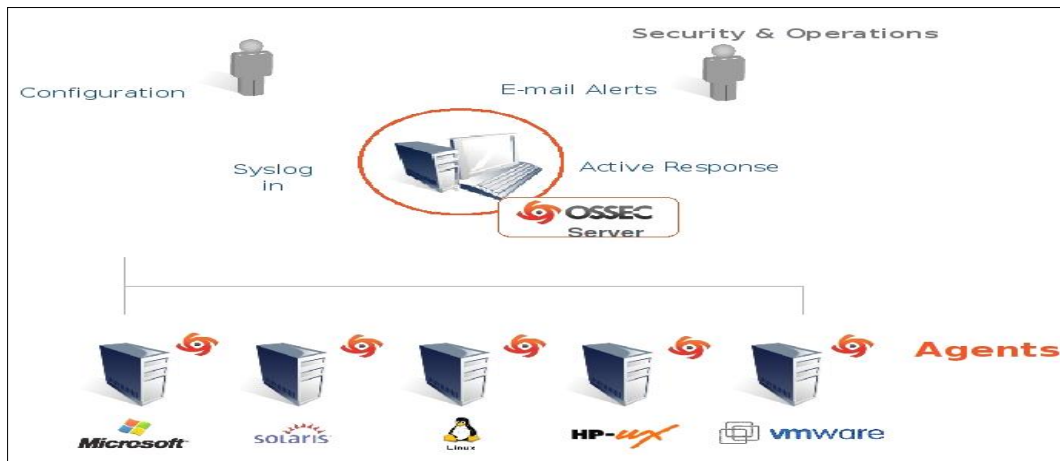 Security & Operations
Configuration
E-mail Alerts
Syslog
in
Active Response
OSSEC
Server
Agents
Microsoft
SOLARIS
Linux
HP-UX
vmware